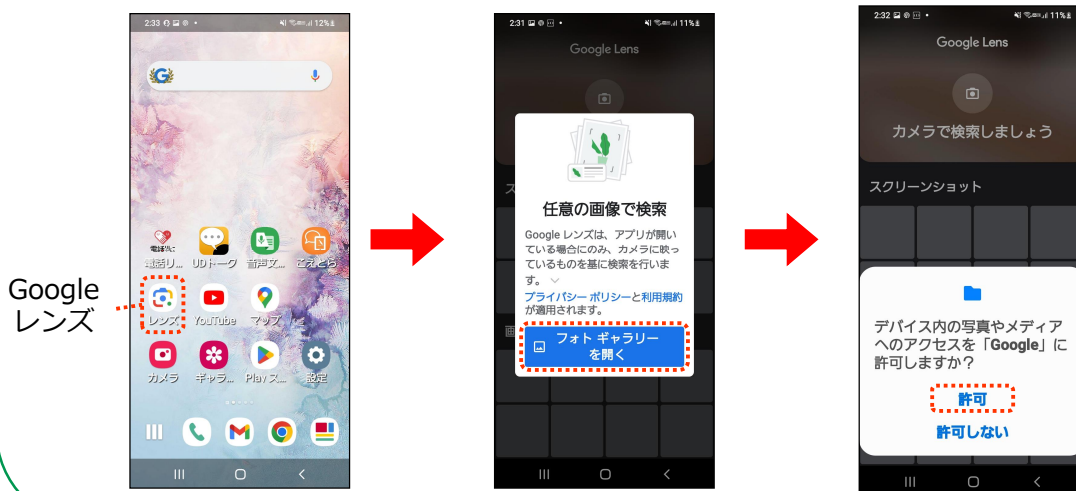 Google
レンズ
2:33
12%
G
電話リ...
UDトーク
音声文...
こえとら
レンズ
YouTube
マップ
カメラ
ギャラ...
Play ス...
設定
2:31
11%
Google Lens
任意の画像で検索
Google レンズは、アプリが開い
ている場合にのみ、カメラに映っ
ているものを基に検索を行いま
す。
プライバシー ポリシーと利用規約
が適用されます。
フォト ギャラリー
を開く
2:32
11%
Google Lens
カメラで検索しましょう
スクリーンショット
デバイス内の写真やメディア
へのアクセスを「Google」に
許可しますか？
許可
許可しない